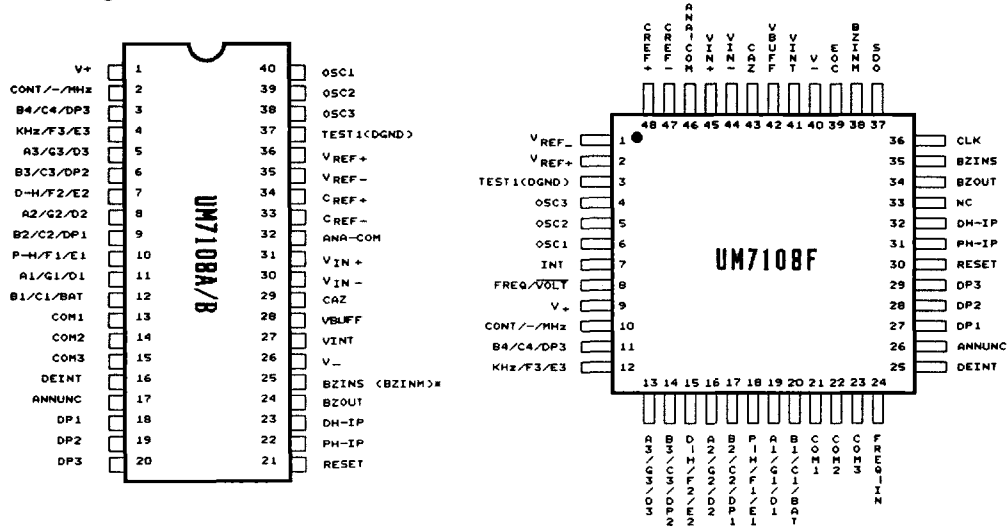 V+ 1 40 OSC1
CONT/-/MHz 2 39 OSC2
B4/C4/DP3 3 38 OSC3
KHz/F3/E3 4 37 TEST1(DGND)
A3/G3/D3 5 36 VREF+
B3/C3/DP2 6 35 VREF-
D-H/F2/E2 7 34 CREF+
A2/G2/D2 8 33 CREF-
B2/C2/DP1 9 32 ANA-COM
P-H/F1/E1 10 31 VIN+
A1/G1/D1 11 30 VIN-
B1/C1/BAT 12 29 CAZ
COM1 13 28 VBUFF
COM2 14 27 VINT
COM3 15 26 V_
DEINT 16 25 BZINS (BZINM)*
ANNUNC 17 24 BZOUT
DP1 18 23 DH-IP
DP2 19 22 PH-IP
DP3 20 21 RESET
UM7108A/B
CREF+ CREF- ANA-COM VIN+ VIN- CAZ VBUFF VINT V- EOC BZINM SDO
48 47 46 45 44 43 42 41 40 39 38 37
VREF_ 1 36 CLK
VREF+ 2 35 BZINS
TEST1(DGND) 3 34 BZOUT
OSC3 4 33 NC
OSC2 5 32 DH-IP
OSC1 6 31 PH-IP
INT 7 30 RESET
FREQ/VOLT 8 29 DP3
V+ 9 28 DP2
CONT/-/MHz 10 27 DP1
B4/C4/DP3 11 26 ANNUNC
KHz/F3/E3 12 25 DEINT
UM7108F
13 14 15 16 17 18 19 20 21 22 23 24
A3/G3/D3 B3/C3/DP2 D-H/F2/E2 A2/G2/D2 B2/C2/DP1 P-H/F1/E1 A1/G1/D1 B1/C1/BAT COM1 COM2 COM3 FREQ-IN